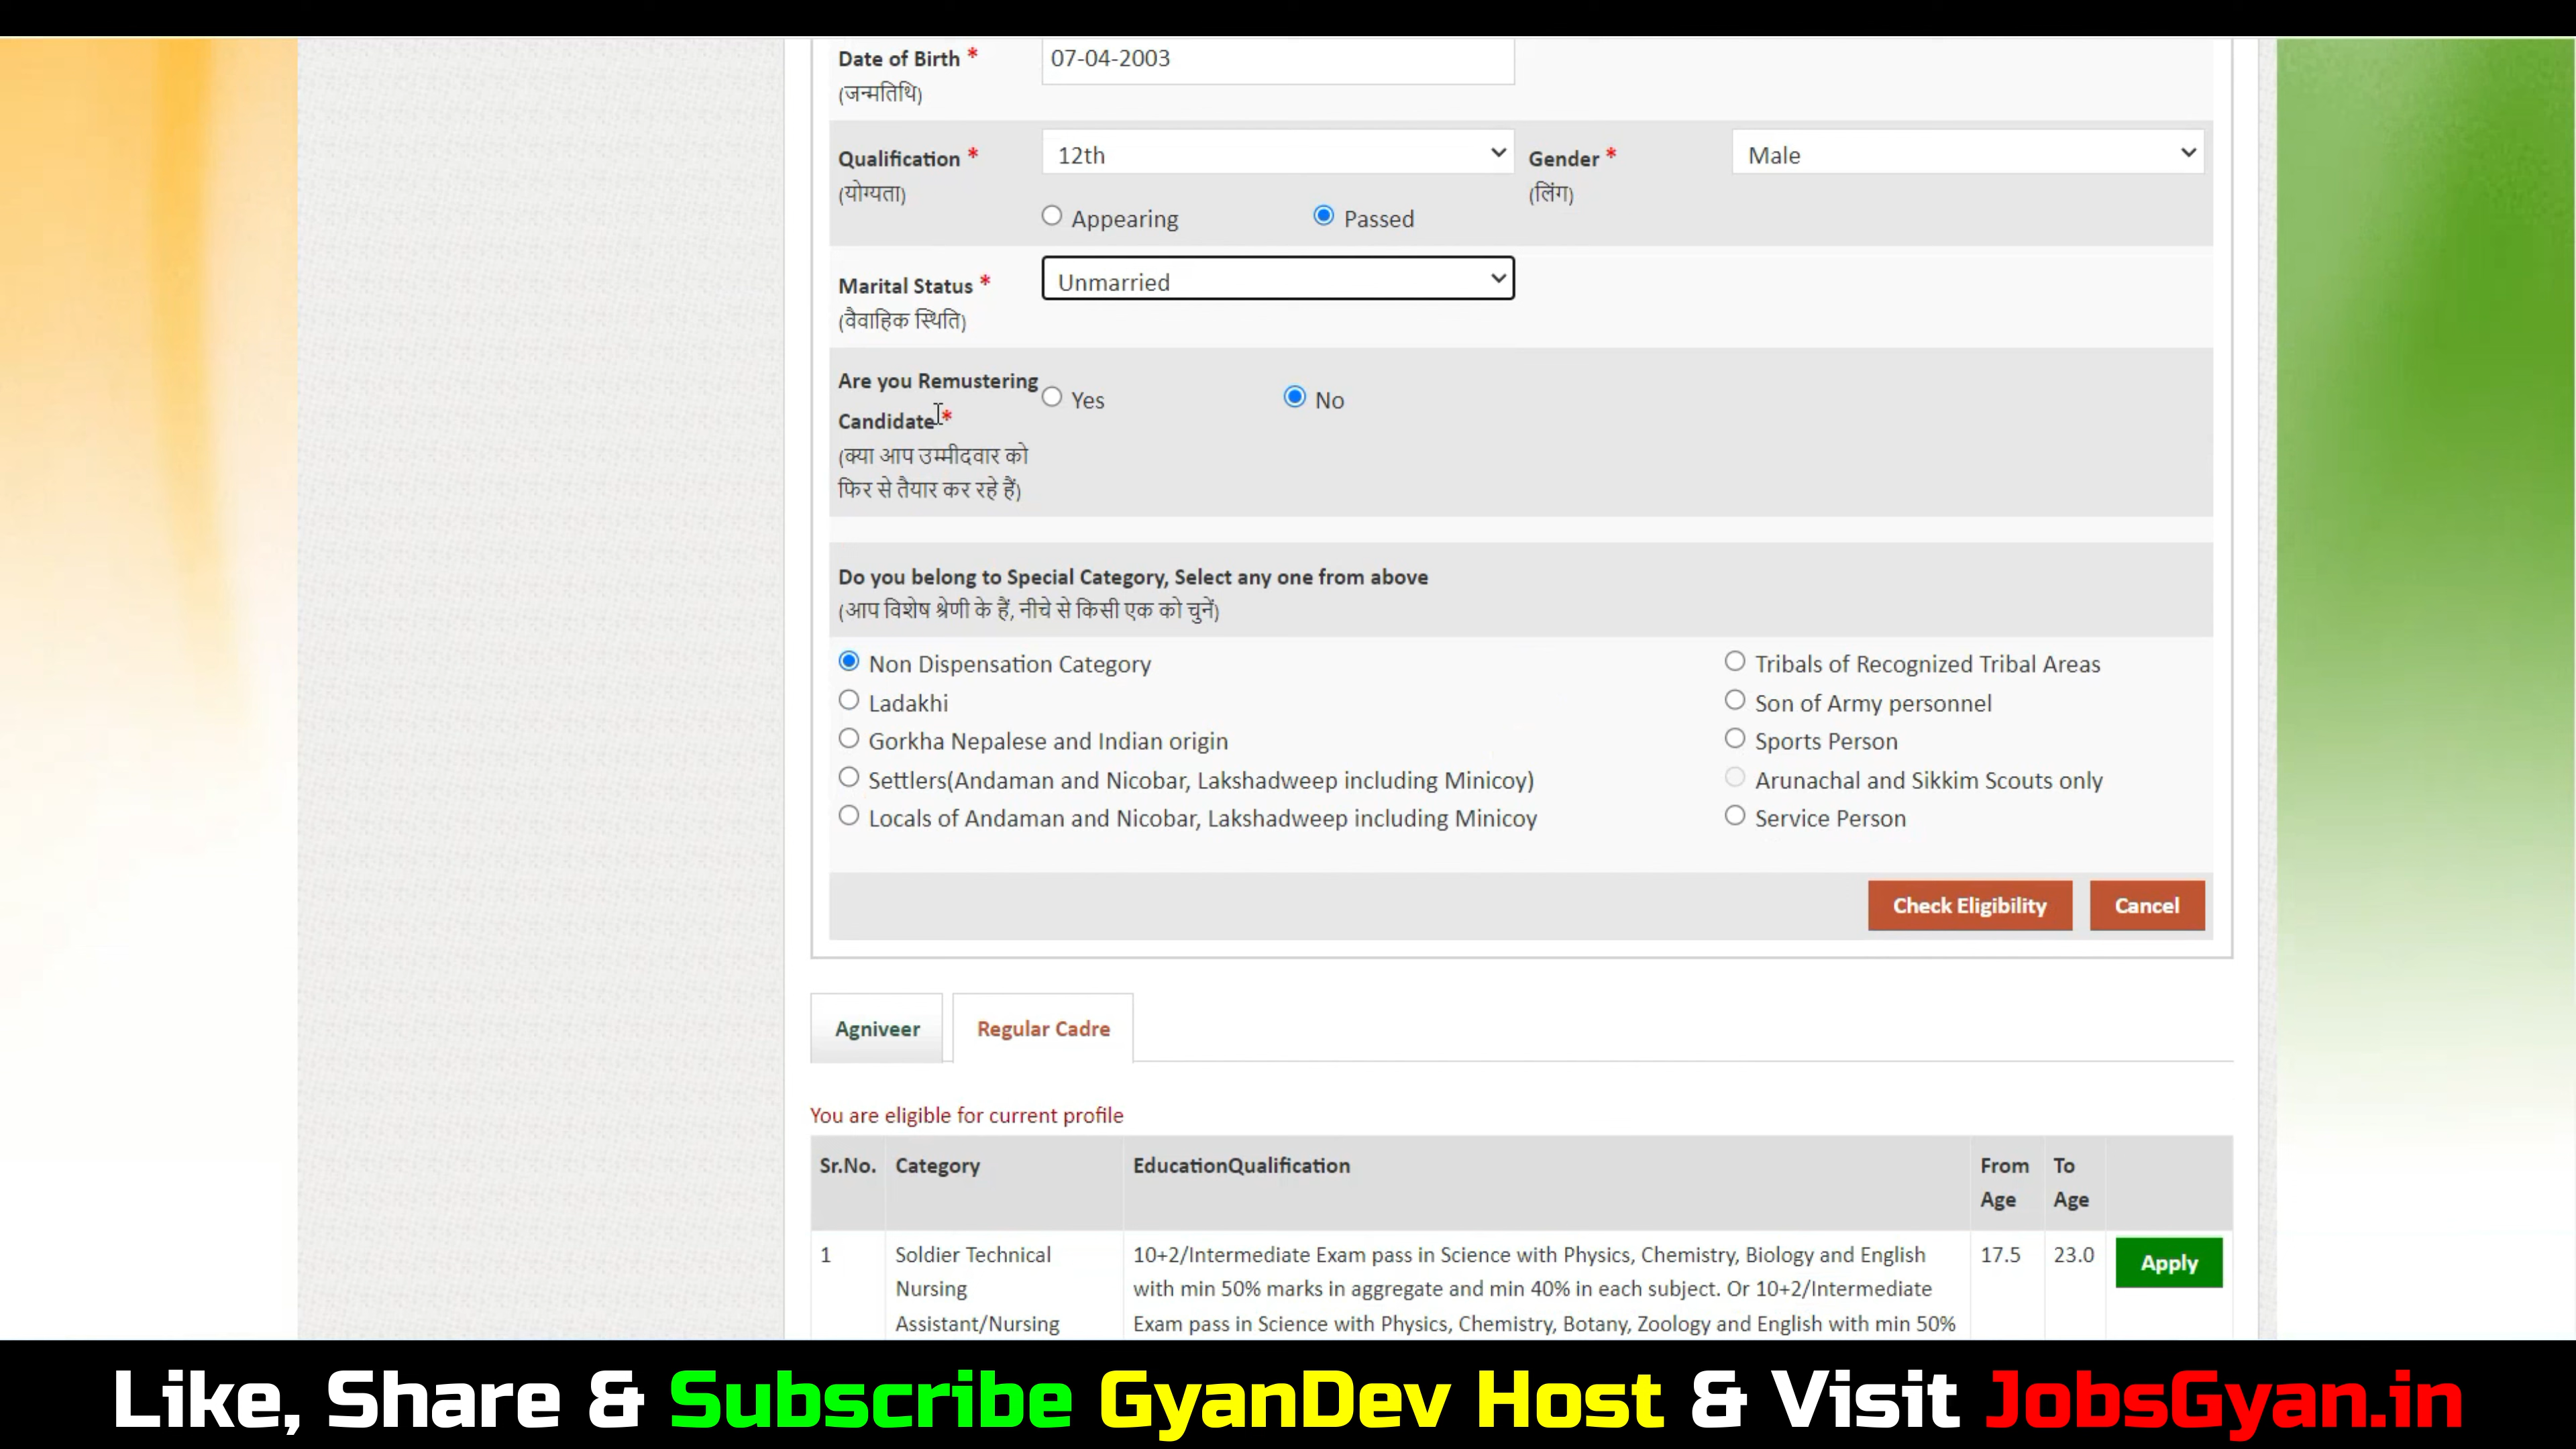 Date of Birth * 07-04-2003
(जन्मतिथि)
Qualification * 12th Gender * Male
(योग्यता) (लिंग)
Appearing Passed
Marital Status * Unmarried
(वैवाहिक स्थिति)
Are you Remustering Yes No
Candidate *
(क्या आप उम्मीदवार को
फिर से तैयार कर रहे हैं)
Do you belong to Special Category, Select any one from above
(आप विशेष श्रेणी के हैं, नीचे से किसी एक को चुनें)
Non Dispensation Category Tribals of Recognized Tribal Areas
Ladakhi Son of Army personnel
Gorkha Nepalese and Indian origin Sports Person
Settlers(Andaman and Nicobar, Lakshadweep including Minicoy) Arunachal and Sikkim Scouts only
Locals of Andaman and Nicobar, Lakshadweep including Minicoy Service Person
Check Eligibility Cancel
Agniveer Regular Cadre
You are eligible for current profile
Sr.No. Category EducationQualification From To
Age Age
1 Soldier Technical 10+2/Intermediate Exam pass in Science with Physics, Chemistry, Biology and English 17.5 23.0 Apply
Nursing with min 50% marks in aggregate and min 40% in each subject. Or 10+2/Intermediate
Assistant/Nursing Exam pass in Science with Physics, Chemistry, Botany, Zoology and English with min 50%
Like, Share & Subscribe GyanDev Host & Visit JobsGyan.in